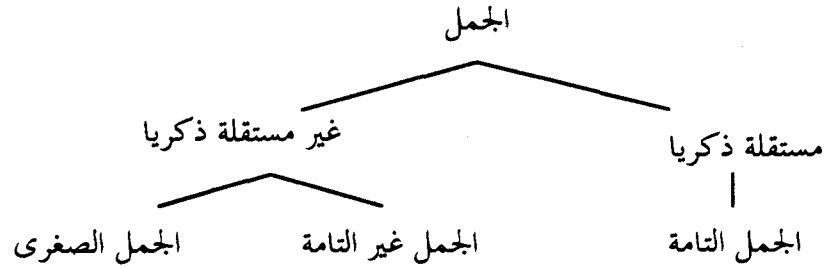 الجمل
مستقلة ذكريا
غير مستقلة ذكريا
الجمل التامة
الجمل غير التامة
الجمل الصغرى